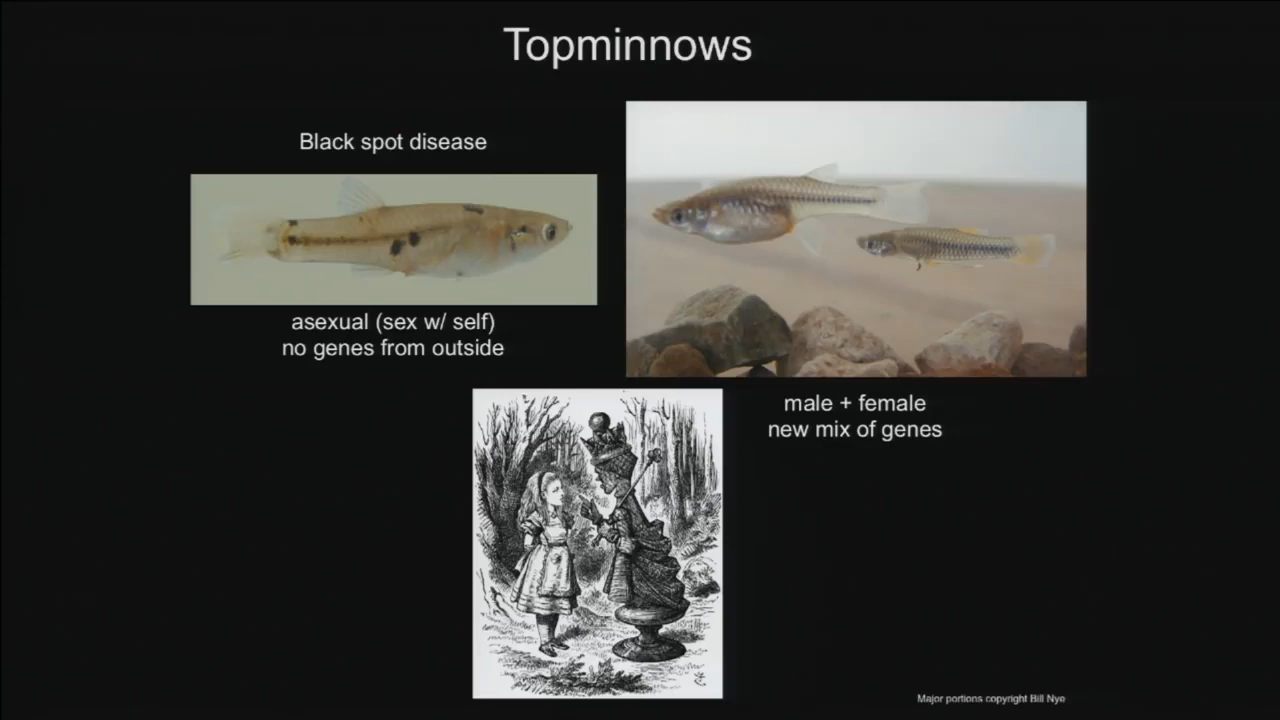 Topminnows
Black spot disease
asexual (sex w/ self)
no genes from outside
male + female
new mix of genes
Major portions copyright Bill Nye